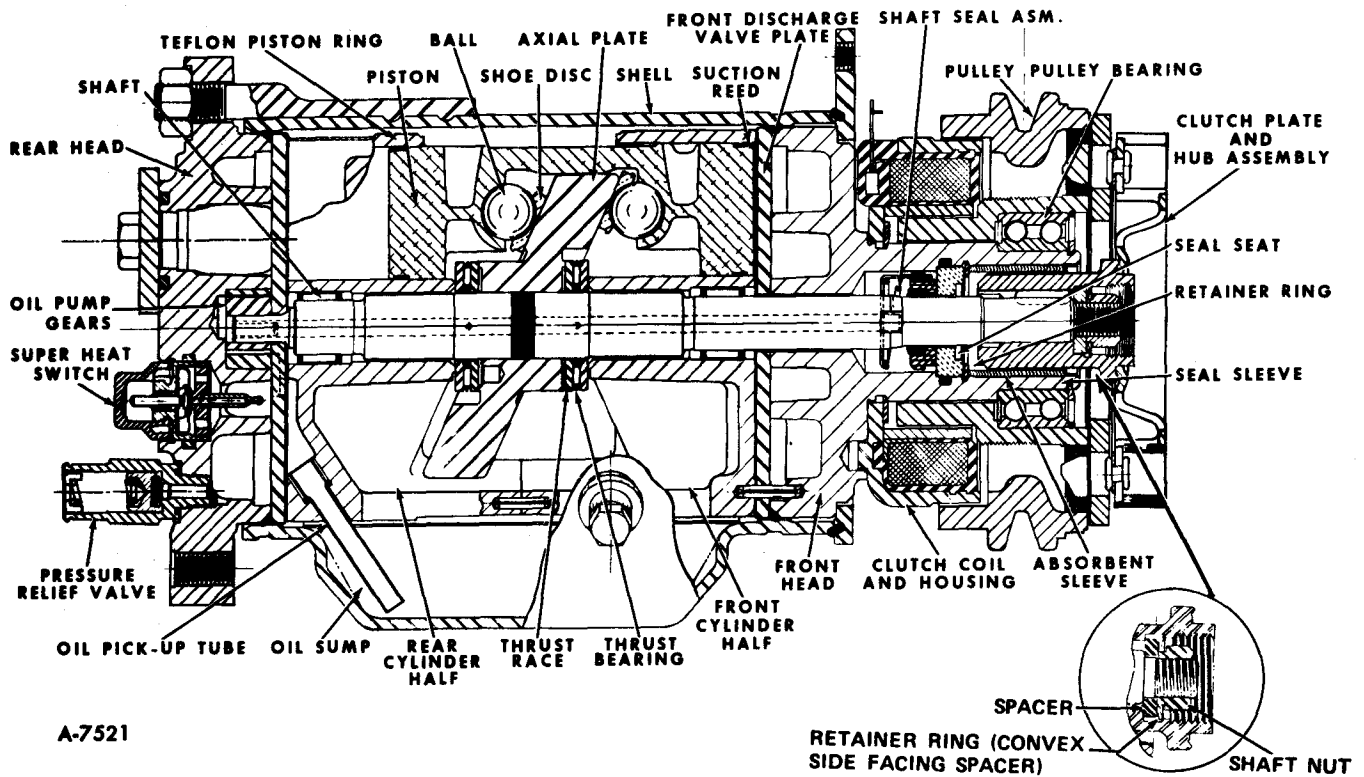 FRONT DISCHARGE
VALVE PLATE
SHAFT SEAL ASM.
TEFLON PISTON RING
BALL
AXIAL PLATE
PISTON
SHOE DISC
SHELL
SUCTION
REED
PULLEY
PULLEY BEARING
SHAFT
CLUTCH PLATE
AND
HUB ASSEMBLY
REAR HEAD
SEAL SEAT
OIL PUMP
GEARS
RETAINER RING
SUPER HEAT
SWITCH
SEAL SLEEVE
PRESSURE
RELIEF VALVE
FRONT
HEAD
CLUTCH COIL
AND HOUSING
ABSORBENT
SLEEVE
OIL PICK-UP TUBE
OIL SUMP
REAR
CYLINDER
HALF
THRUST
RACE
THRUST
BEARING
FRONT
CYLINDER
HALF
SPACER
RETAINER RING (CONVEX
SIDE FACING SPACER)
SHAFT NUT
A-7521